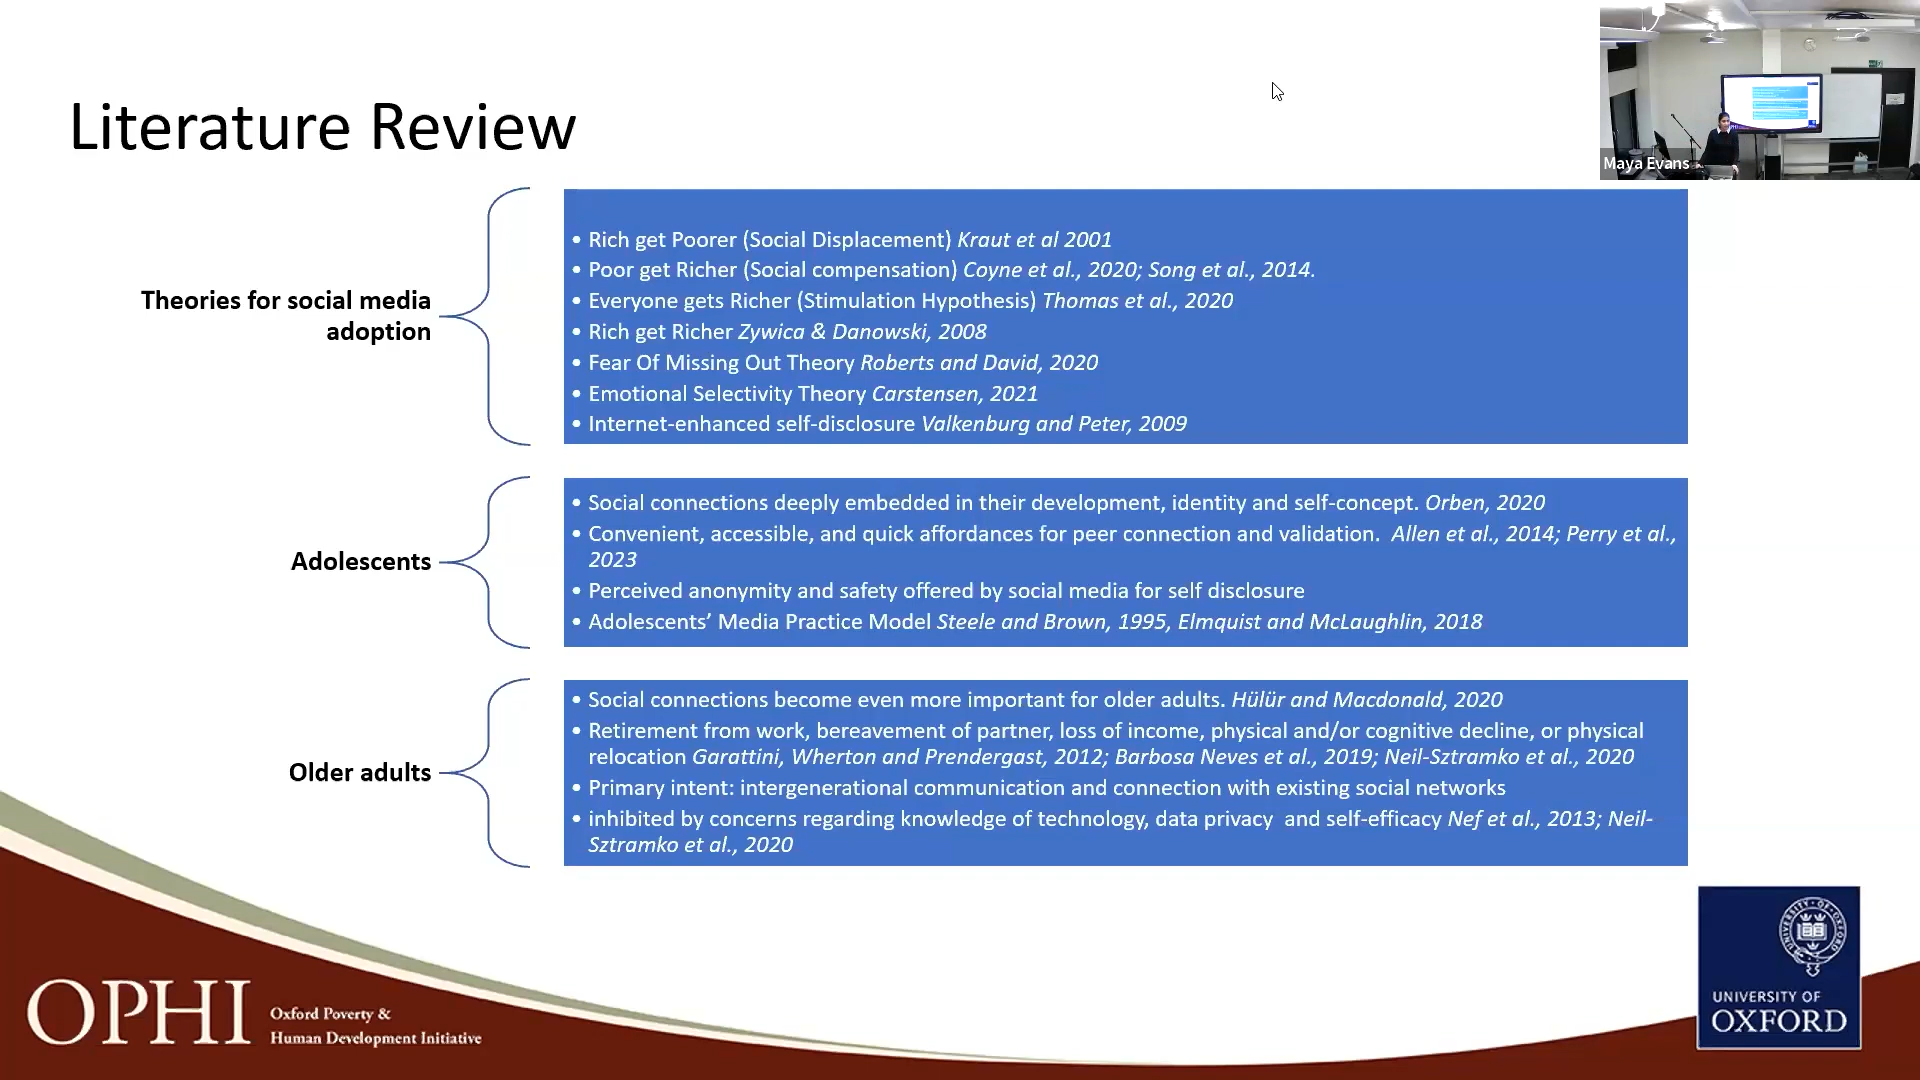 Literature Review
Maya Evans
Theories for social media
adoption
• Rich get Poorer (Social Displacement) Kraut et al 2001
• Poor get Richer (Social compensation) Coyne et al., 2020; Song et al., 2014.
• Everyone gets Richer (Stimulation Hypothesis) Thomas et al., 2020
• Rich get Richer Zywica & Danowski, 2008
• Fear Of Missing Out Theory Roberts and David, 2020
• Emotional Selectivity Theory Carstensen, 2021
• Internet-enhanced self-disclosure Valkenburg and Peter, 2009
Adolescents
• Social connections deeply embedded in their development, identity and self-concept. Orben, 2020
• Convenient, accessible, and quick affordances for peer connection and validation.  Allen et al., 2014; Perry et al.,
2023
• Perceived anonymity and safety offered by social media for self disclosure
• Adolescents’ Media Practice Model Steele and Brown, 1995, Elmquist and McLaughlin, 2018
Older adults
• Social connections become even more important for older adults. Hülür and Macdonald, 2020
• Retirement from work, bereavement of partner, loss of income, physical and/or cognitive decline, or physical
relocation Garattini, Wherton and Prendergast, 2012; Barbosa Neves et al., 2019; Neil-Sztramko et al., 2020
• Primary intent: intergenerational communication and connection with existing social networks
• inhibited by concerns regarding knowledge of technology, data privacy  and self-efficacy Nef et al., 2013; Neil-
Sztramko et al., 2020
OPHI
Oxford Poverty &
Human Development Initiative
UNIVERSITY OF
OXFORD